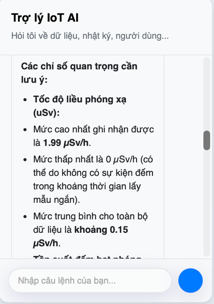 Trợ lý IoT AI
Hỏi tôi về dữ liệu, nhật ký, người dùng...
Các chỉ số quan trọng cần
lưu ý:
• Tốc độ liều phóng xạ
(uSv):
• Mức cao nhất ghi nhận được
là 1.99 µSv/h.
• Mức thấp nhất là 0 µSv/h (có
thể do không có sự kiện đếm
trong khoảng thời gian lấy
mẫu ngắn).
• Mức trung bình cho toàn bộ
dữ liệu là khoảng 0.15
µSv/h.
Nhập câu lệnh của bạn...